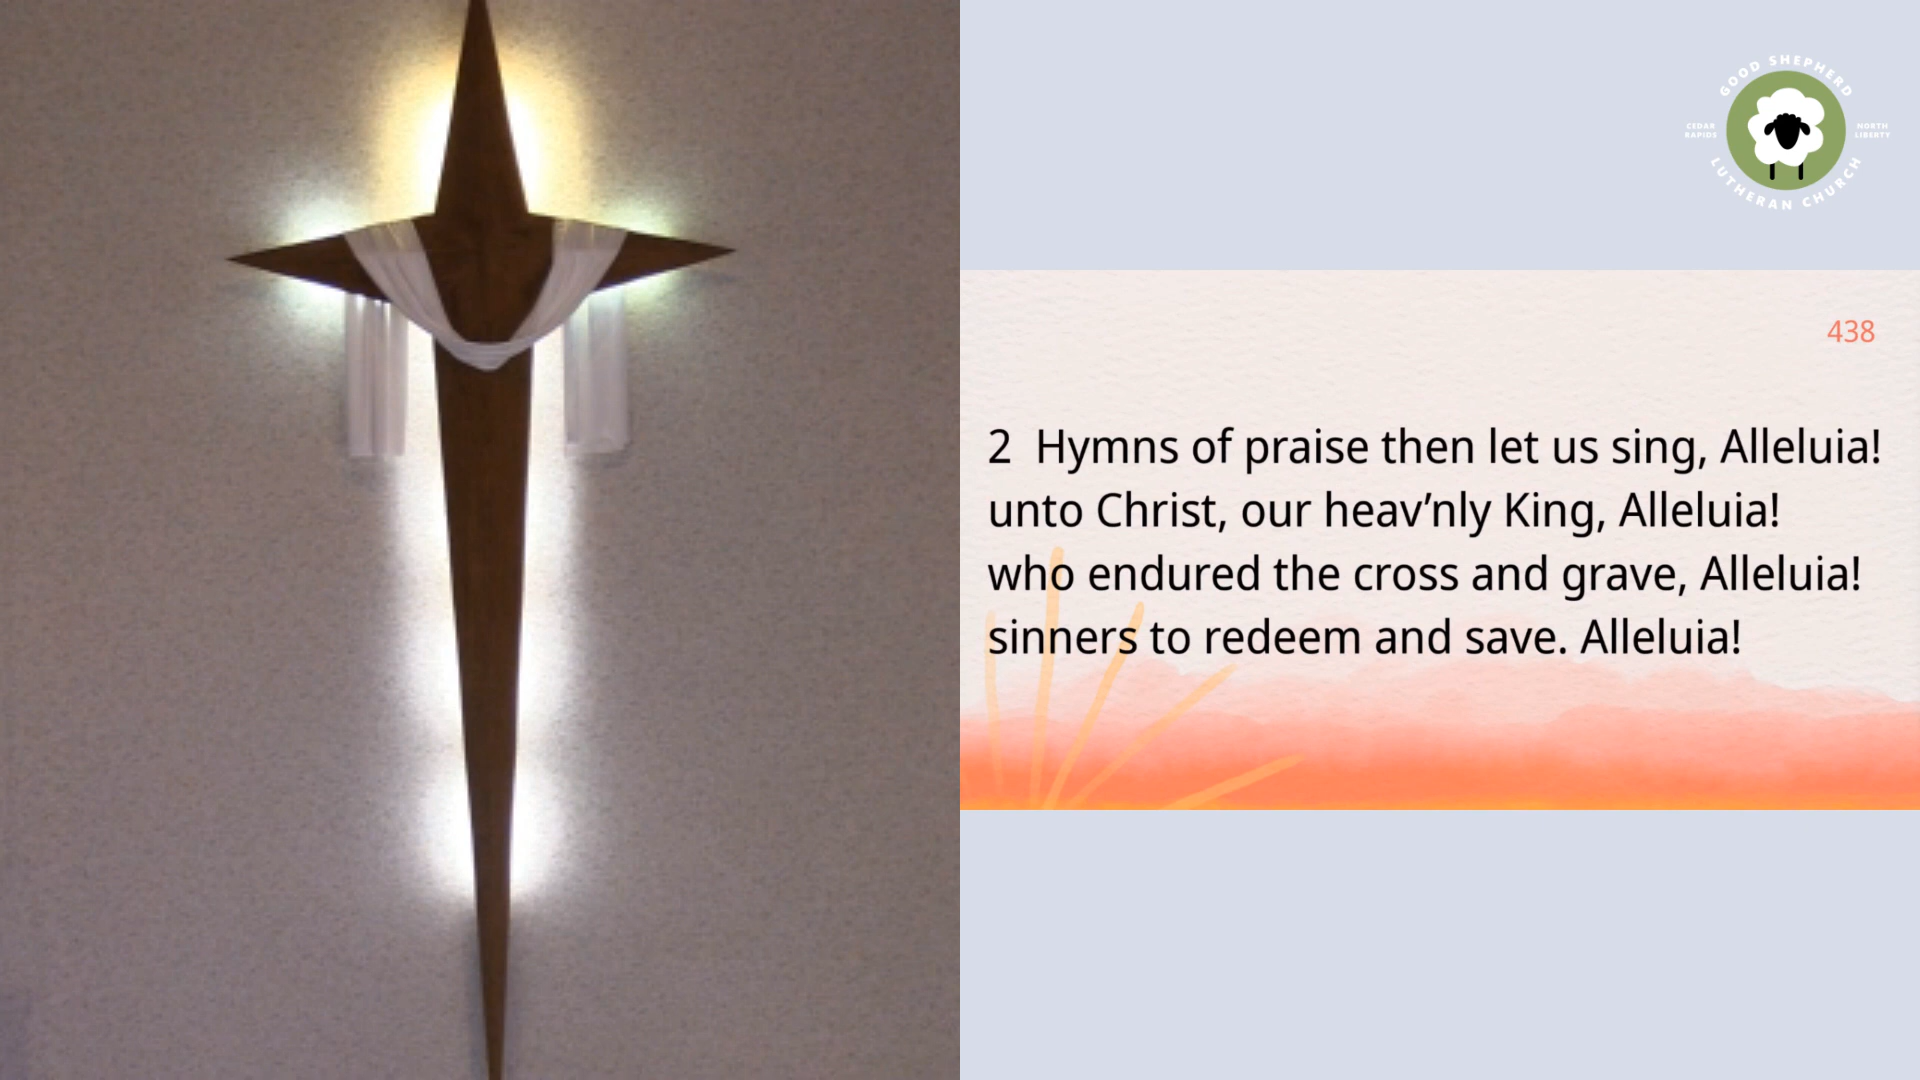 GOOD SHEPHERD
CEDAR RAPIDS
NORTH LIBERTY
LUTHERAN CHURCH
438
2 Hymns of praise then let us sing, Alleluia!
unto Christ, our heav’nly King, Alleluia!
who endured the cross and grave, Alleluia!
sinners to redeem and save. Alleluia!